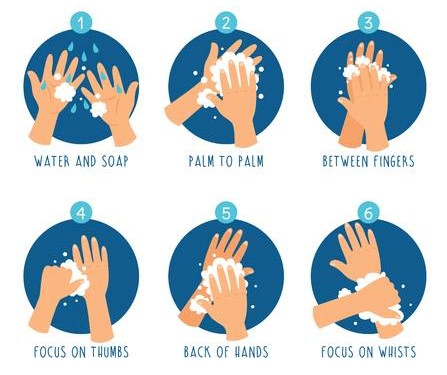 1
WATER AND SOAP
2
PALM TO PALM
3
BETWEEN FINGERS
4
FOCUS ON THUMBS
5
BACK OF HANDS
6
FOCUS ON WHISTS